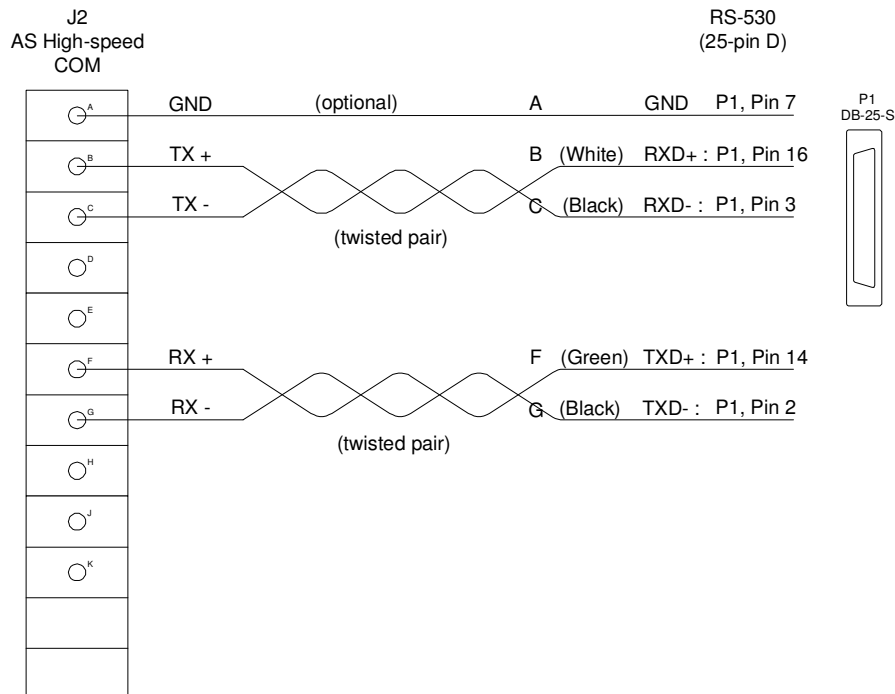 J2
AS High-speed
COM
RS-530
(25-pin D)
P1
DB-25-S
A
GND (optional) A GND P1, Pin 7
B
TX + B (White) RXD+ : P1, Pin 16
C
TX - C (Black) RXD- : P1, Pin 3
(twisted pair)
D
E
F
RX + F (Green) TXD+ : P1, Pin 14
G
RX - G (Black) TXD- : P1, Pin 2
(twisted pair)
H
J
K